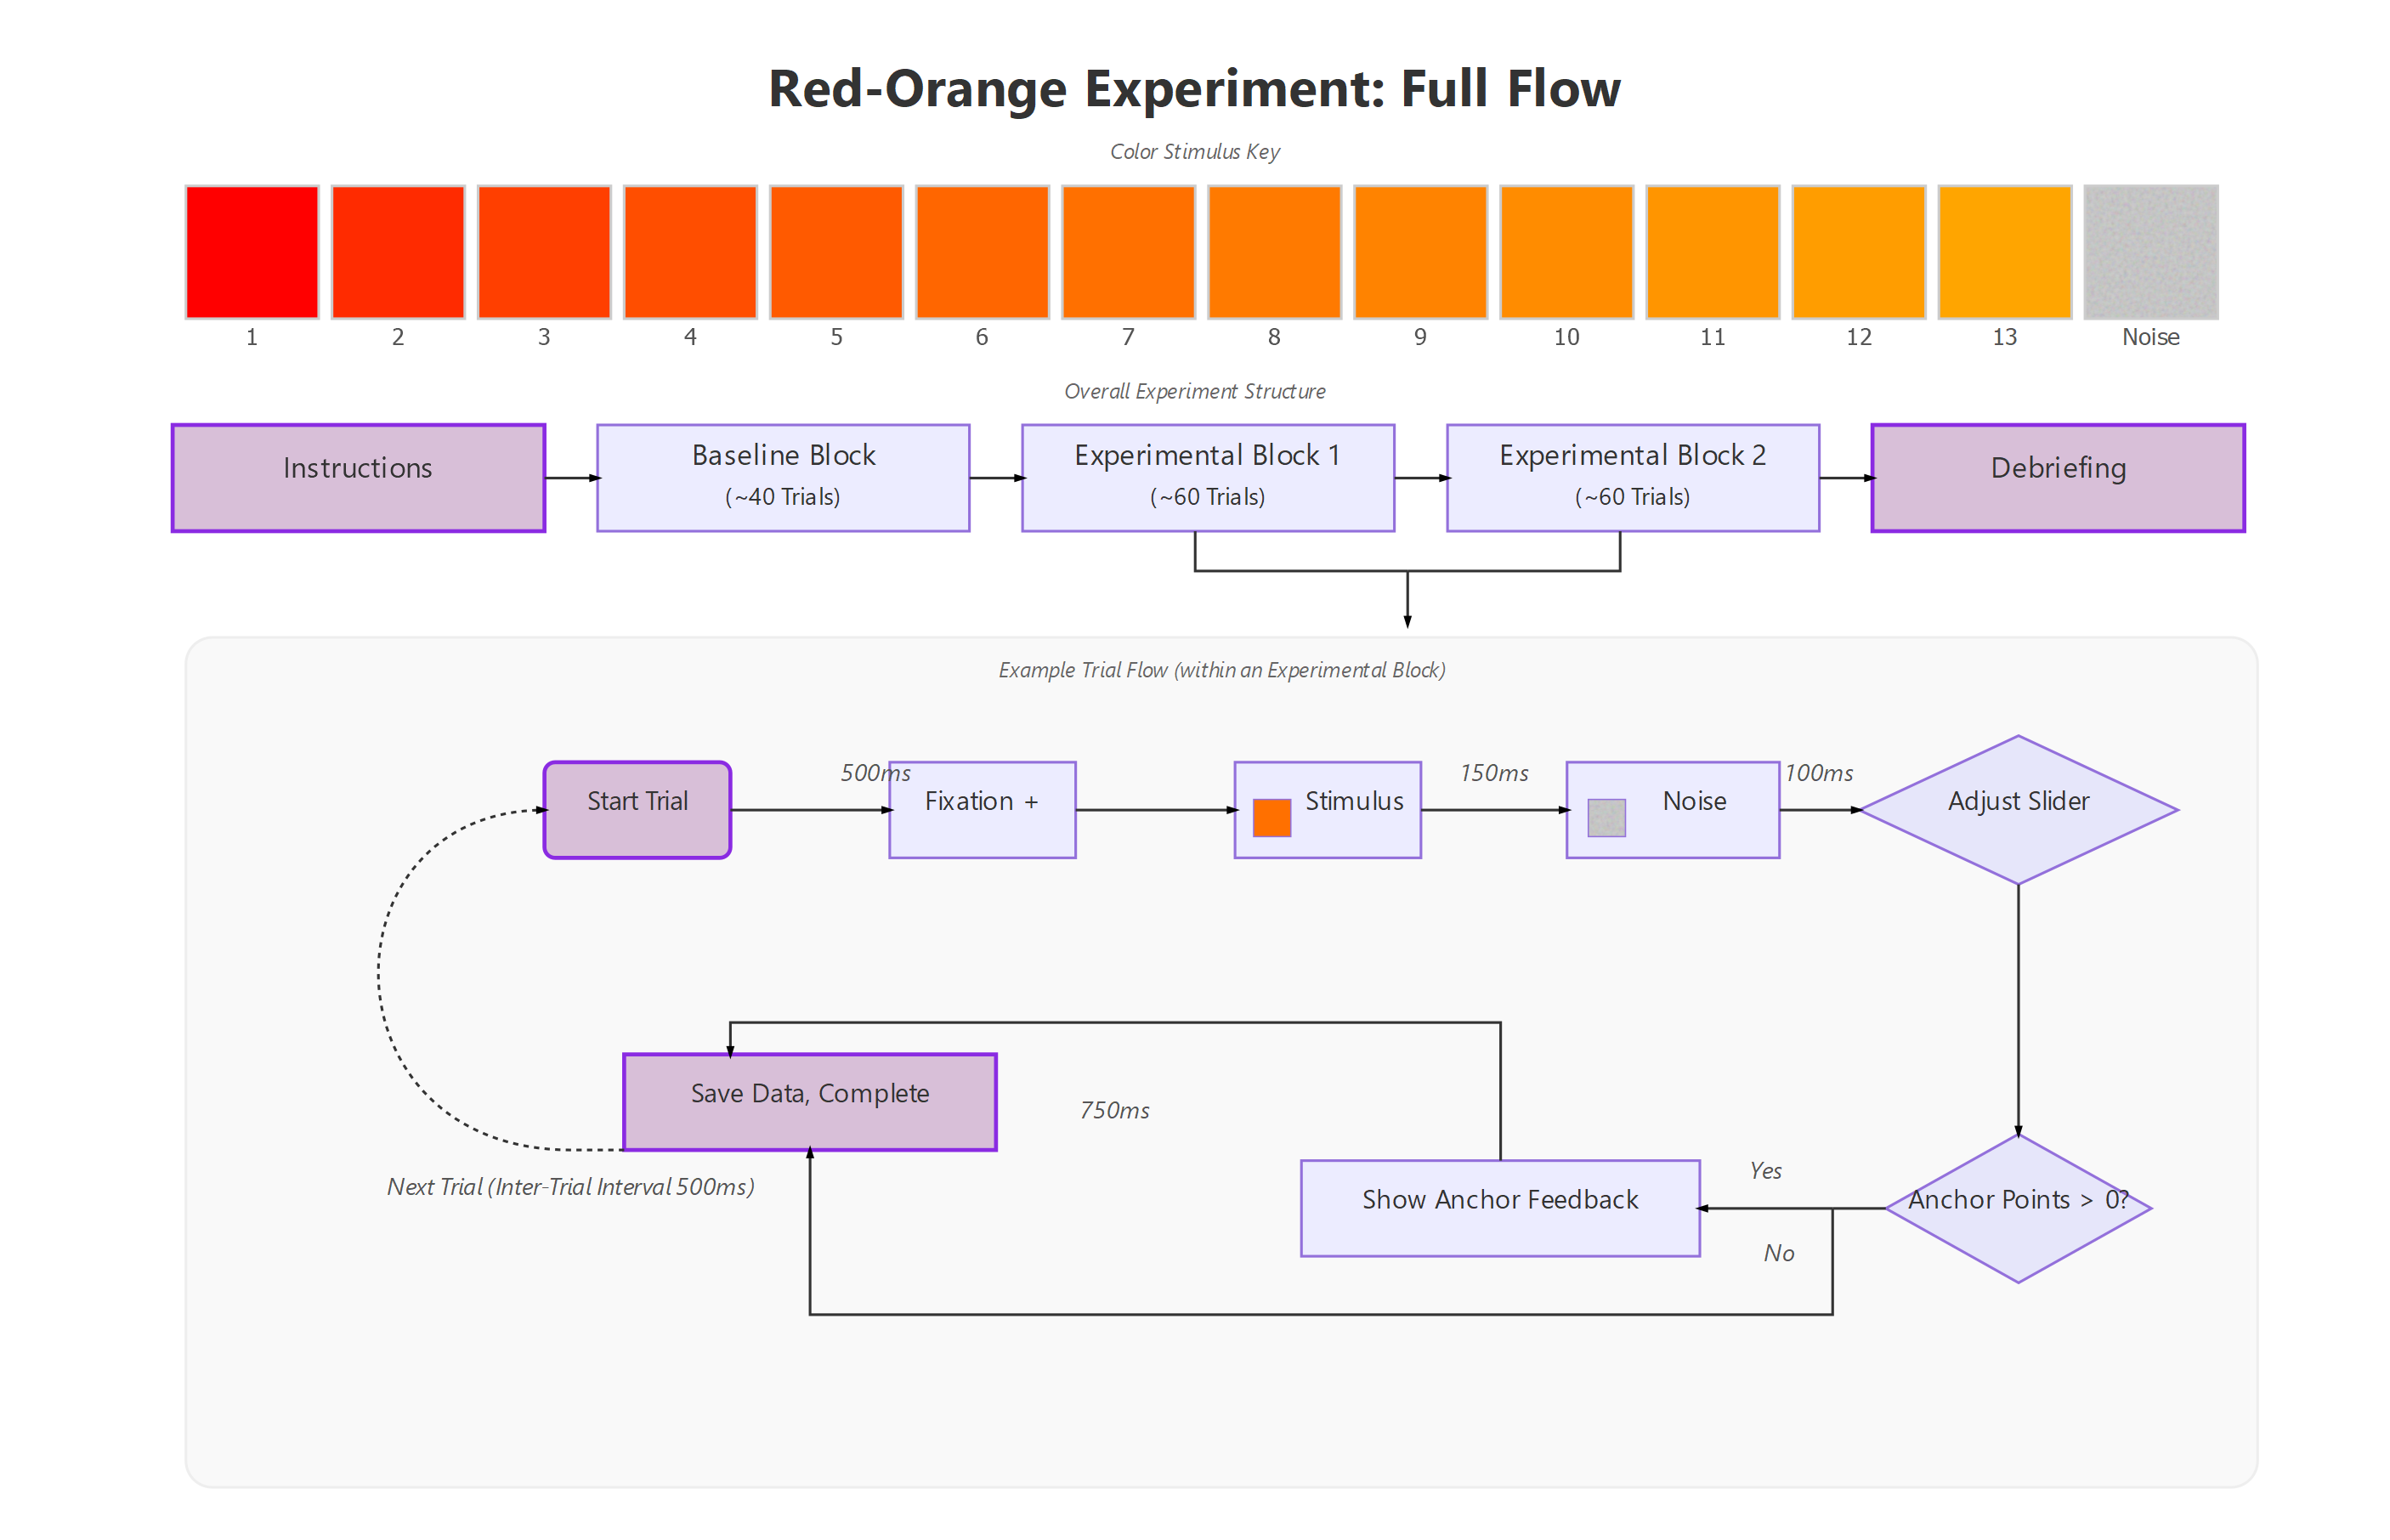 Red-Orange Experiment: Full Flow
Color Stimulus Key
1 2 3 4 5 6 7 8 9 10 11 12 13 Noise
Overall Experiment Structure
Instructions
Baseline Block
(~40 Trials)
Experimental Block 1
(~60 Trials)
Experimental Block 2
(~60 Trials)
Debriefing
Example Trial Flow (within an Experimental Block)
Start Trial
500ms
Fixation +
Stimulus
150ms
Noise
100ms
Adjust Slider
Save Data, Complete
750ms
Next Trial (Inter-Trial Interval 500ms)
Show Anchor Feedback
Yes
No
Anchor Points > 0?